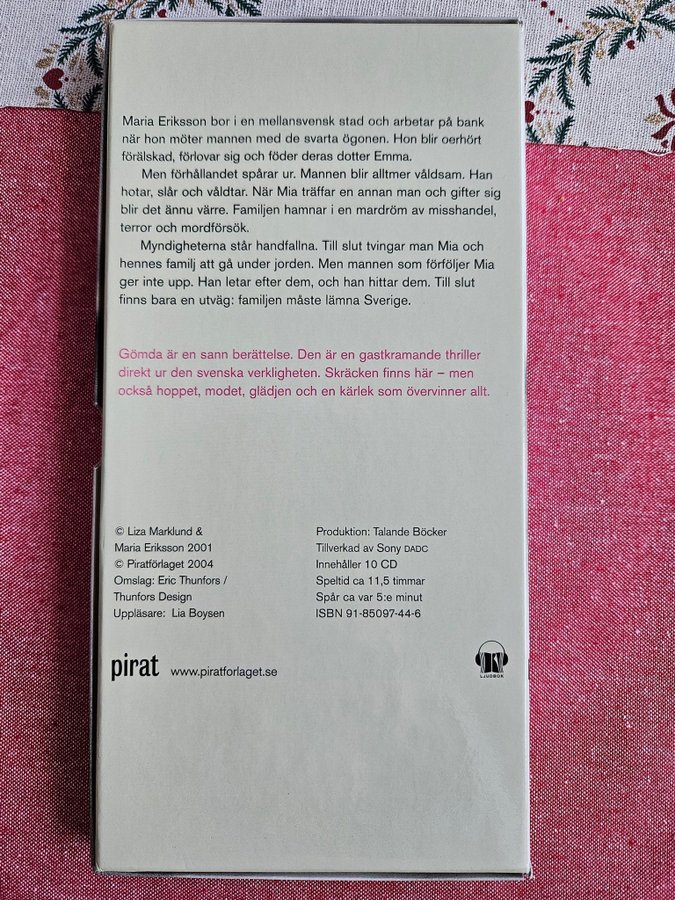 Maria Eriksson bor i en mellansvensk stad och arbetar på bank
när hon möter mannen med de svarta ögonen. Hon blir oerhört
förälskad, förlovar sig och föder deras dotter Emma.
Men förhållandet spårar ur. Mannen blir alltmer våldsam. Han
hotar, slår och våldtar. När Mia träffar en annan man och gifter sig
blir det ännu värre. Familjen hamnar i en mardröm av misshandel,
terror och mordförsök.
Myndigheterna står handfallna. Till slut tvingar man Mia och
hennes familj att gå under jorden. Men mannen som förföljer Mia
ger inte upp. Han letar efter dem, och han hittar dem. Till slut
finns bara en utväg: familjen måste lämna Sverige.
Gömda är en sann berättelse. Den är en gastkramande thriller
direkt ur den svenska verkligheten. Skräcken finns här – men
också hoppet, modet, glädjen och en kärlek som övervinner allt.
© Liza Marklund &
Maria Eriksson 2001
© Piratförlaget 2004
Omslag: Eric Thunfors /
Thunfors Design
Uppläsare: Lia Boysen
Produktion: Talande Böcker
Tillverkad av Sony DADC
Innehåller 10 CD
Speltid ca 11,5 timmar
Spår ca var 5:e minut
ISBN 91-85097-44-6
pirat www.piratforlaget.se
LJUDBOK